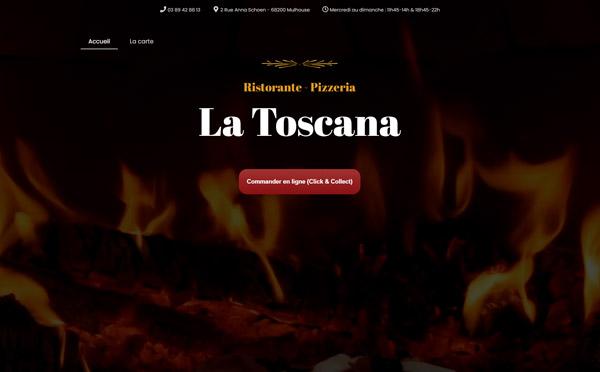 03 89 42 88 13 2 Rue Anna Schoen - 68200 Mulhouse Mercredi au dimanche : 11h45-14h & 18h45-22h
Accueil La carte
Ristorante - Pizzeria
La Toscana
Commander en ligne (Click & Collect)